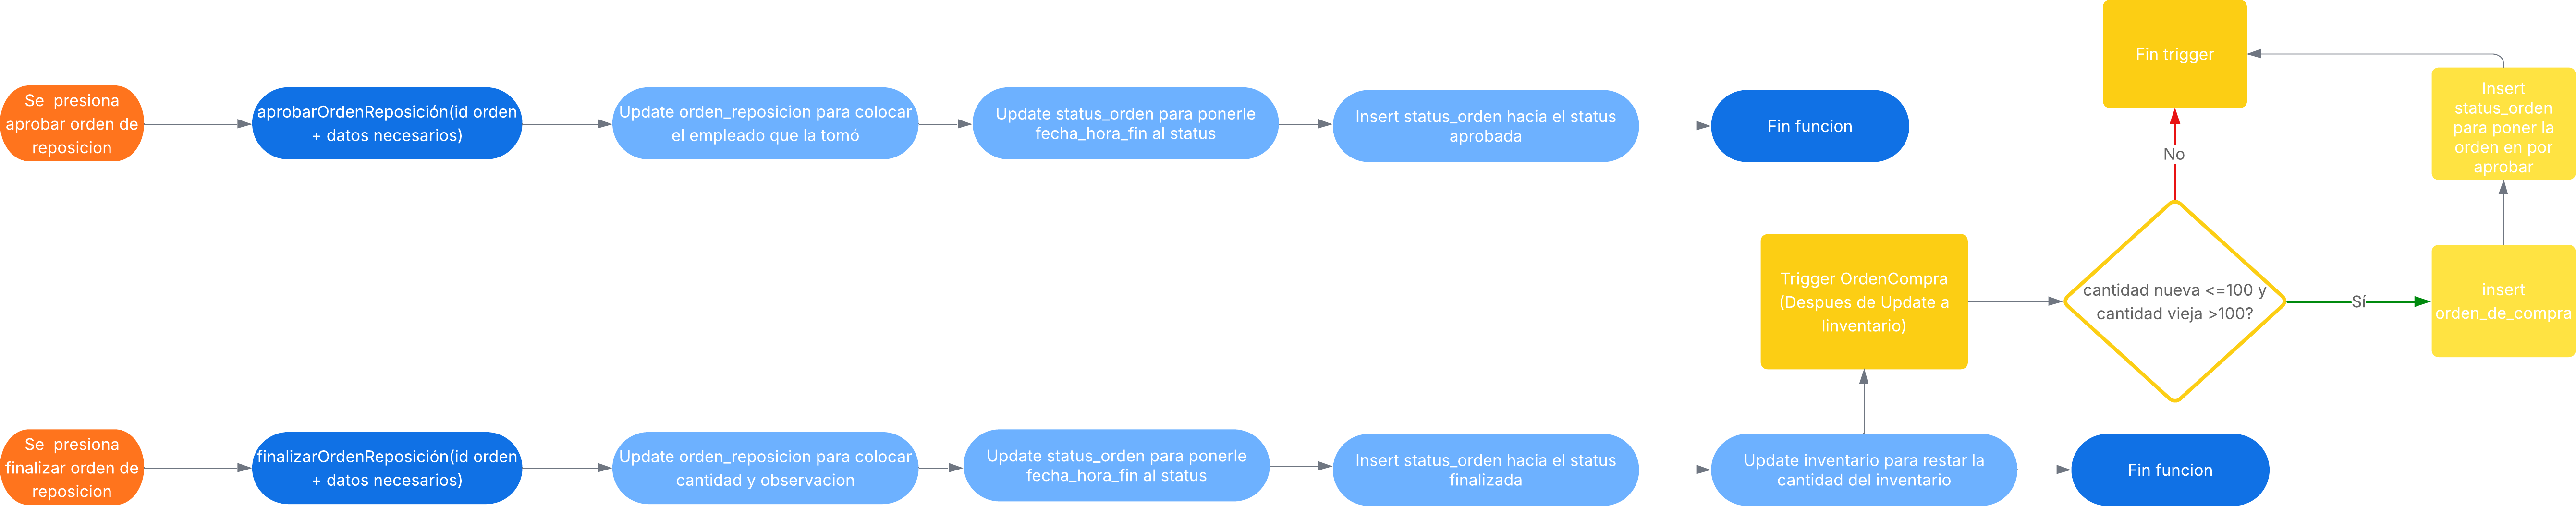 Se  presiona
aprobar orden de
reposicion
aprobarOrdenReposición(id orden
+ datos necesarios)
Update orden_reposicion para colocar
el empleado que la tomó
Update status_orden para ponerle
fecha_hora_fin al status
Insert status_orden hacia el status
aprobada
Fin funcion
Fin trigger
Insert
status_orden
para poner la
orden en por
aprobar
No
Trigger OrdenCompra
(Despues de Update a
Iinventario)
cantidad nueva <=100 y
cantidad vieja >100?
Sí
insert
orden_de_compra
Se  presiona
finalizar orden de
reposicion
finalizarOrdenReposición(id orden
+ datos necesarios)
Update orden_reposicion para colocar
cantidad y observacion
Update status_orden para ponerle
fecha_hora_fin al status
Insert status_orden hacia el status
finalizada
Update inventario para restar la
cantidad del inventario
Fin funcion